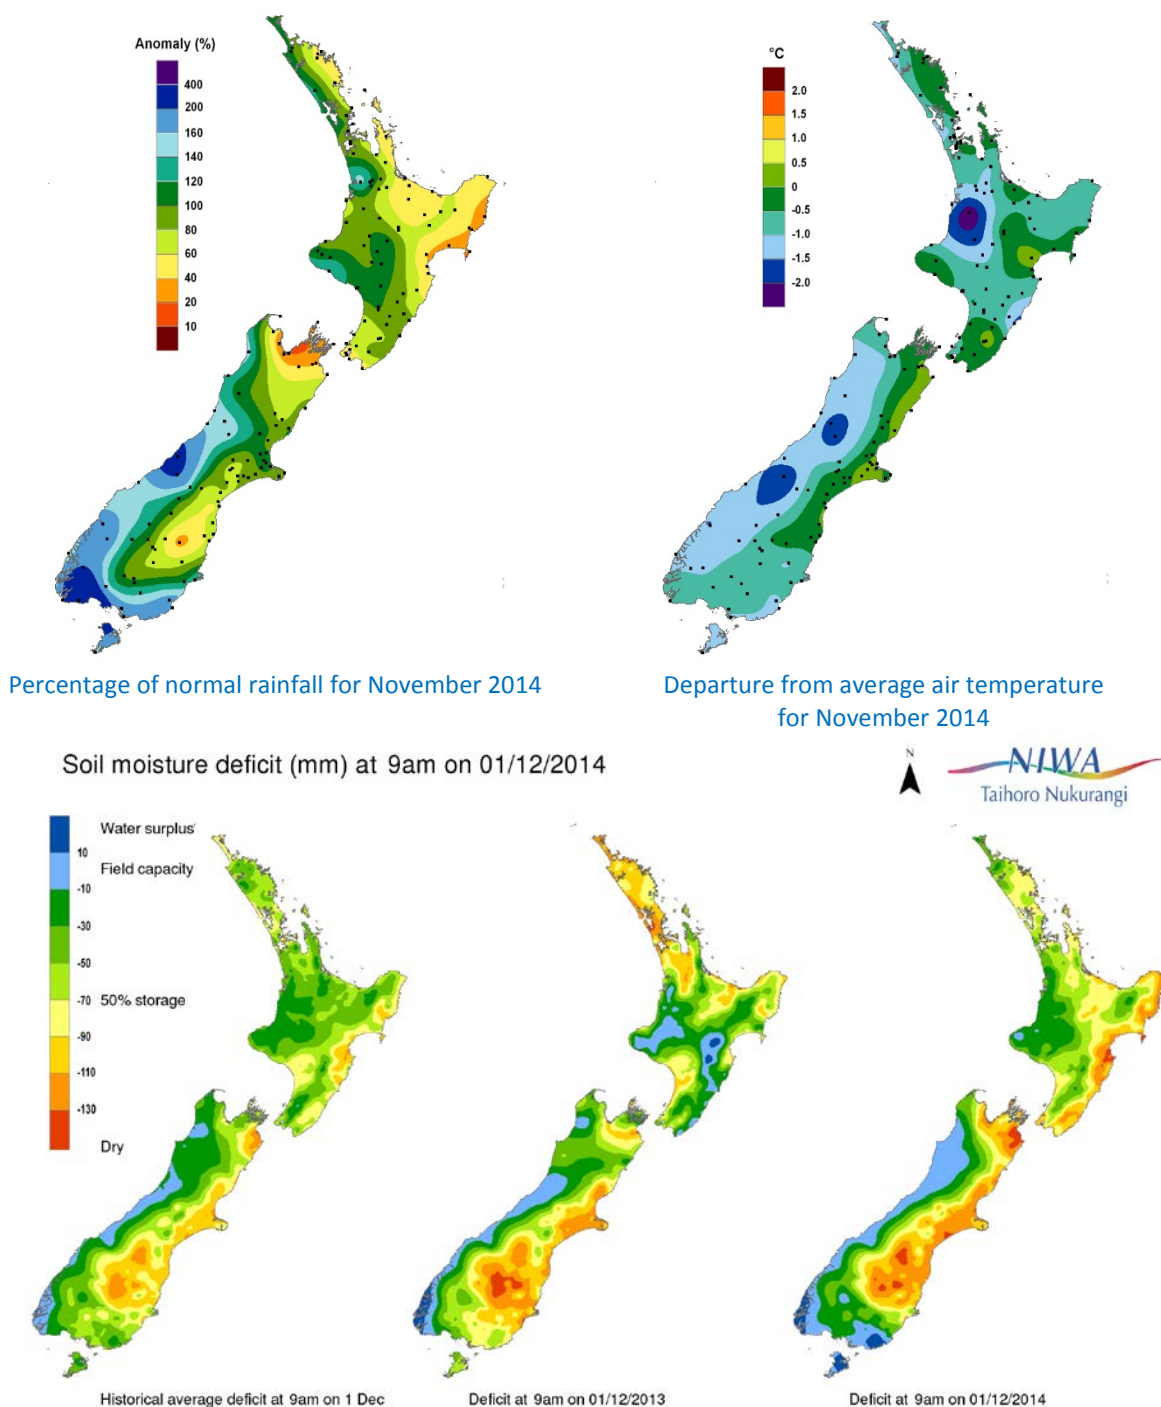 Anomaly (%)
400
200
160
140
120
100
80
60
40
20
10
°C
2.0
1.5
1.0
0.5
0
-0.5
-1.0
-1.5
-2.0
Percentage of normal rainfall for November 2014
Departure from average air temperature
for November 2014
Soil moisture deficit (mm) at 9am on 01/12/2014
N
NIWA
Taihoro Nukurangi
Water surplus
10
Field capacity
-10
-30
-50
-70
50% storage
-90
-110
-130
Dry
Historical average deficit at 9am on 1 Dec
Deficit at 9am on 01/12/2013
Deficit at 9am on 01/12/2014